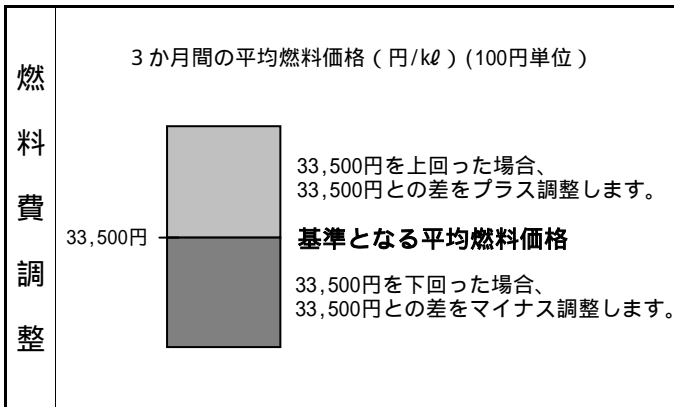 燃料費調整
3か月間の平均燃料価格(円/kℓ)(100円単位)
33,500円を上回った場合、
33,500円との差をプラス調整します。
33,500円
基準となる平均燃料価格
33,500円を下回った場合、
33,500円との差をマイナス調整します。